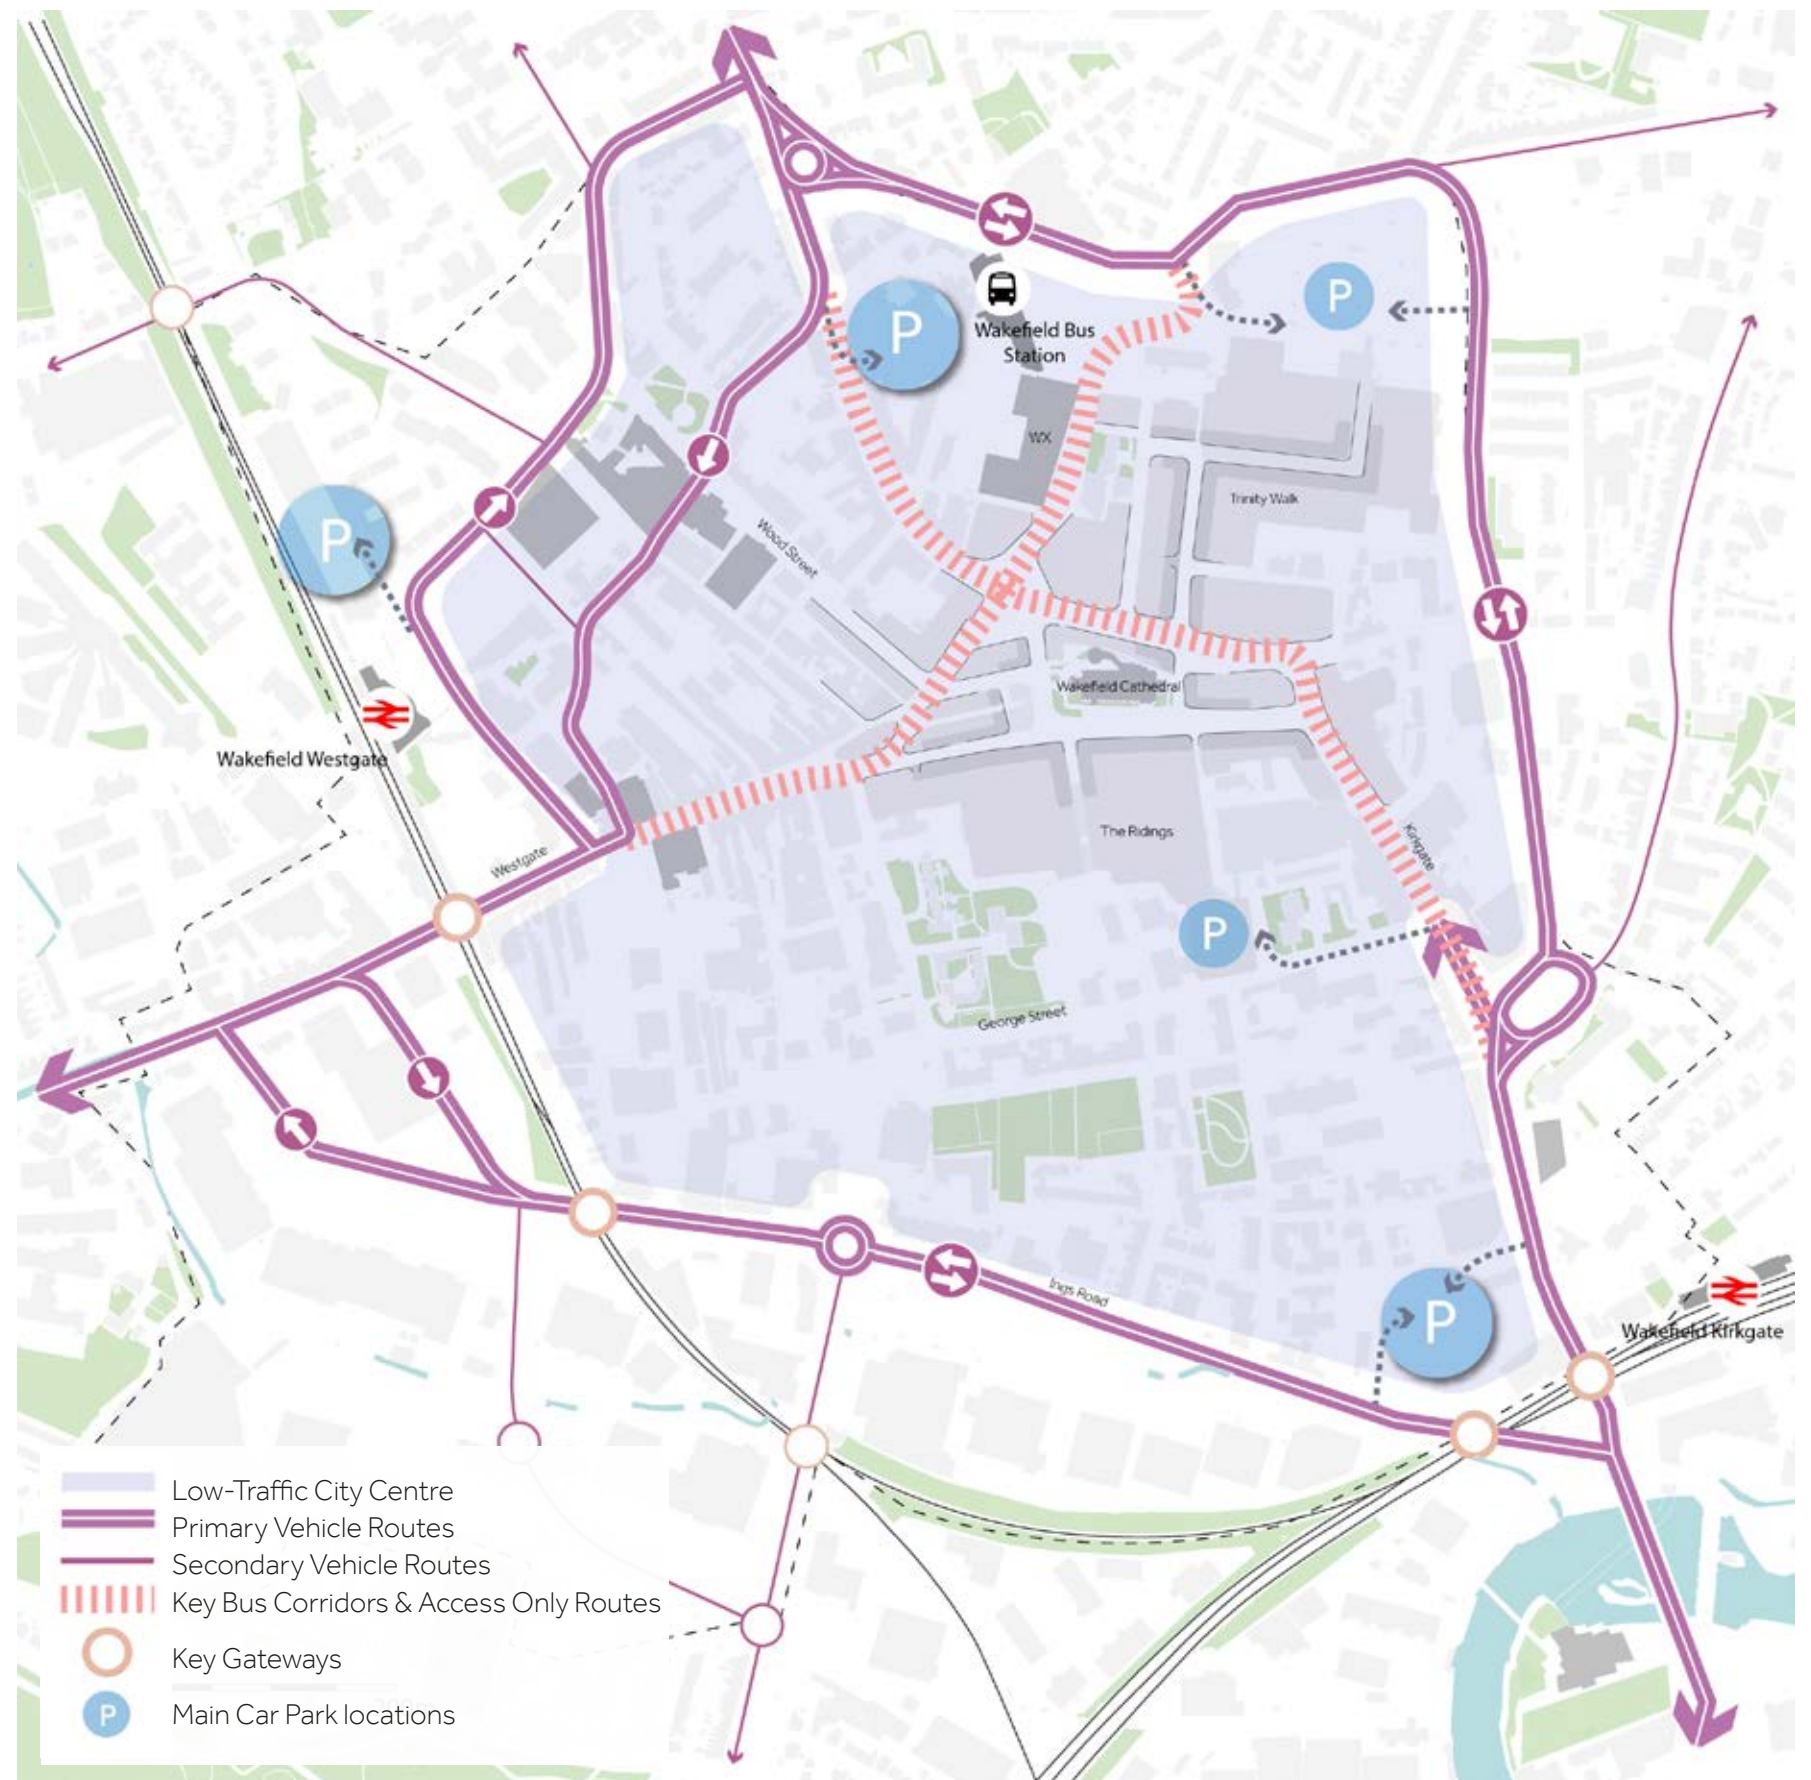 P
P
Wakefield Bus
Station
WX
Trinity Walk
Wood Street
P
Wakefield Cathedral
Wakefield Westgate
The Ridings
Kirkgate
Westgate
P
George Street
Ings Road
P
Wakefield Kirkgate
Low-Traffic City Centre
Primary Vehicle Routes
Secondary Vehicle Routes
Key Bus Corridors & Access Only Routes
Key Gateways
P Main Car Park locations